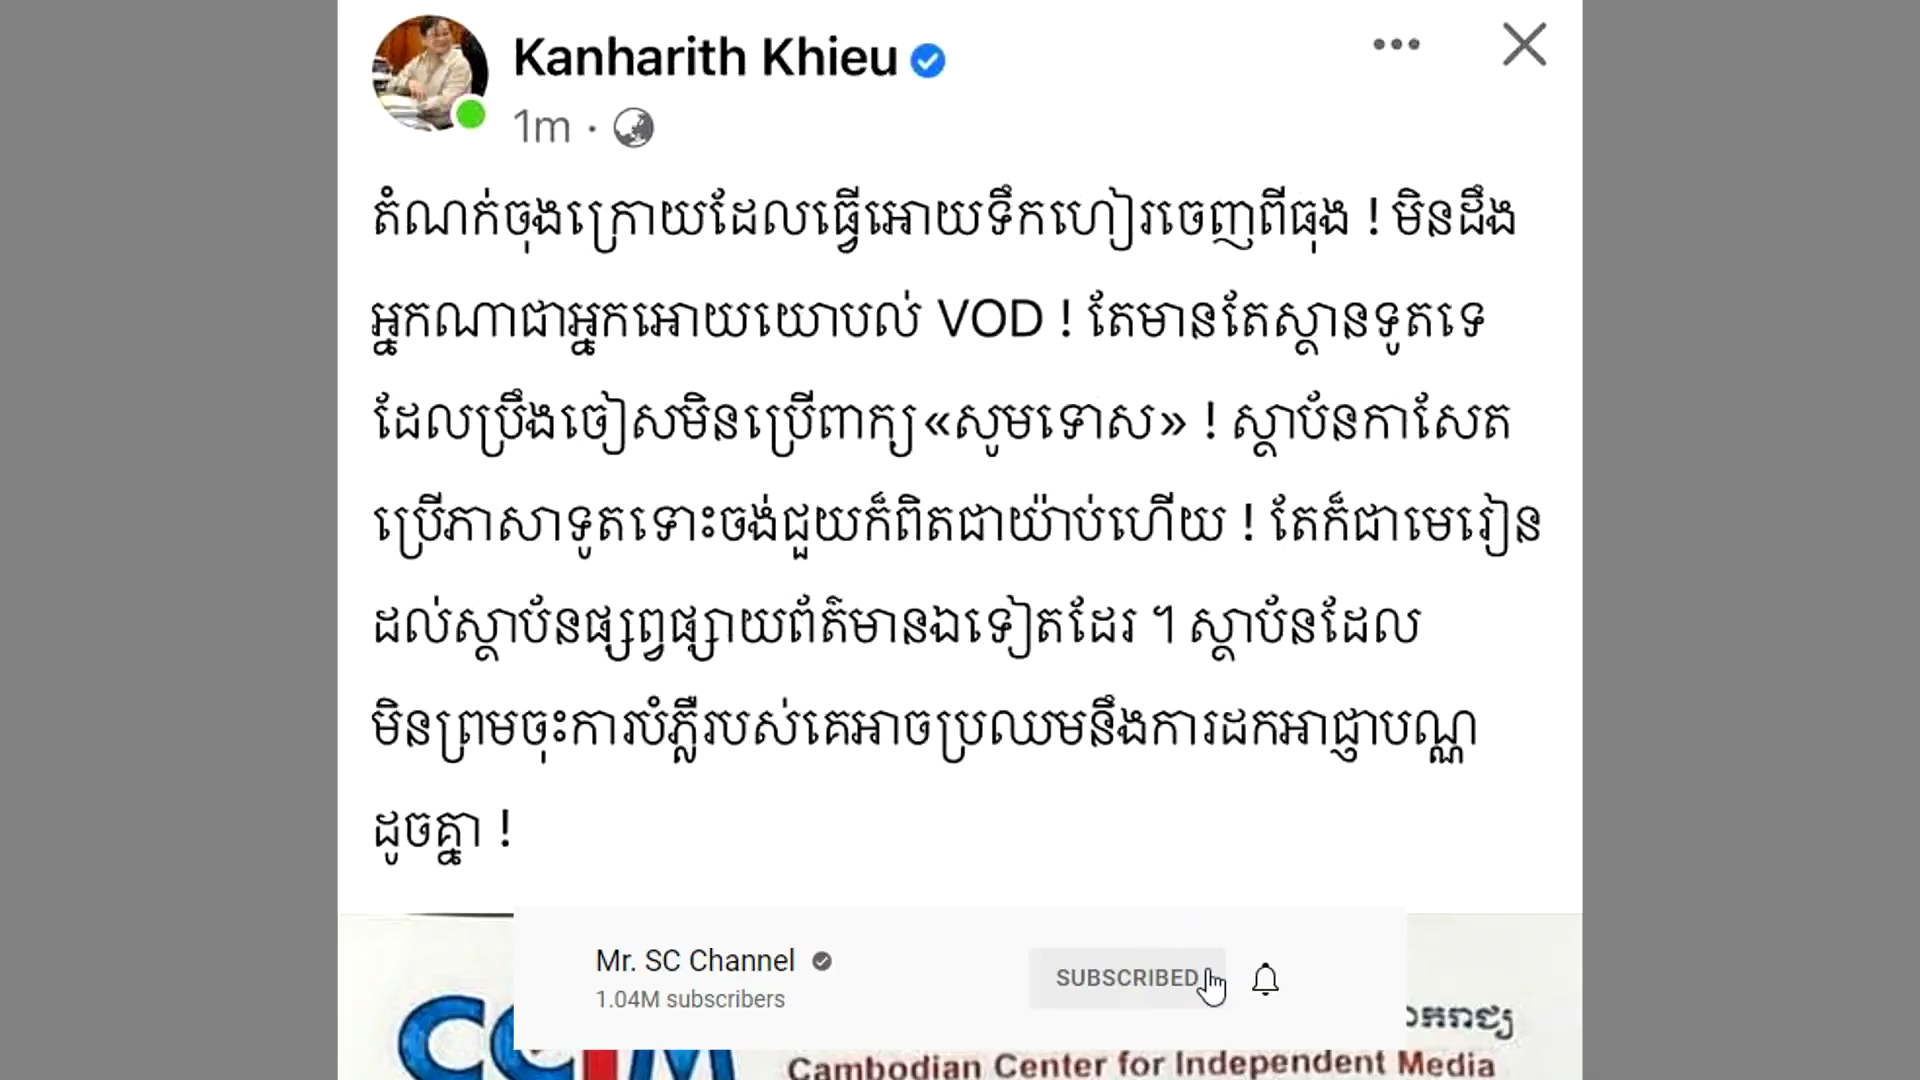 Kanharith Khieu
1m ·
តំណក់ចុងក្រោយដែលធ្វើអោយទឹកហៀរចេញពីធុង ! មិនដឹង
អ្នកណាជាអ្នកអោយយោបល់ VOD ! តែមានតែស្ថានទូតទេ
ដែលប្រឹងចៀសមិនប្រើពាក្យ«សូមទោស» ! ស្ថាប័នកាសែត
ប្រើភាសាទូតទោះចង់ជួយក៏ពិតជាយ៉ាប់ហើយ ! តែក៏ជាមេរៀន
ដល់ស្ថាប័នផ្សព្វផ្សាយព័ត៌មានឯទៀតដែរ ។ ស្ថាប័នដែល
មិនព្រមចុះការបំភ្លឺរបស់គេអាចប្រឈមនឹងការដកអាជ្ញាបណ្ណ
ដូចគ្នា !
Mr. SC Channel
1.04M subscribers
SUBSCRIBED
Cambodian Center for Independent Media